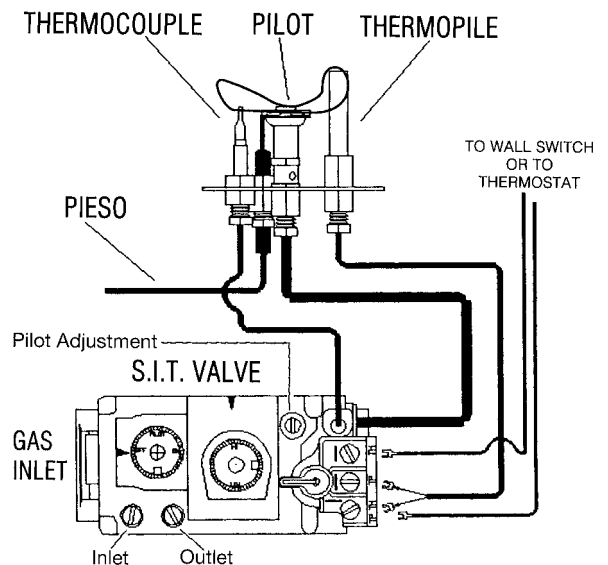 THERMOCOUPLE
PILOT
THERMOPILE
TO WALL SWITCH
OR TO
THERMOSTAT
PIESO
Pilot Adjustment
S.I.T. VALVE
GAS
INLET
Inlet
Outlet